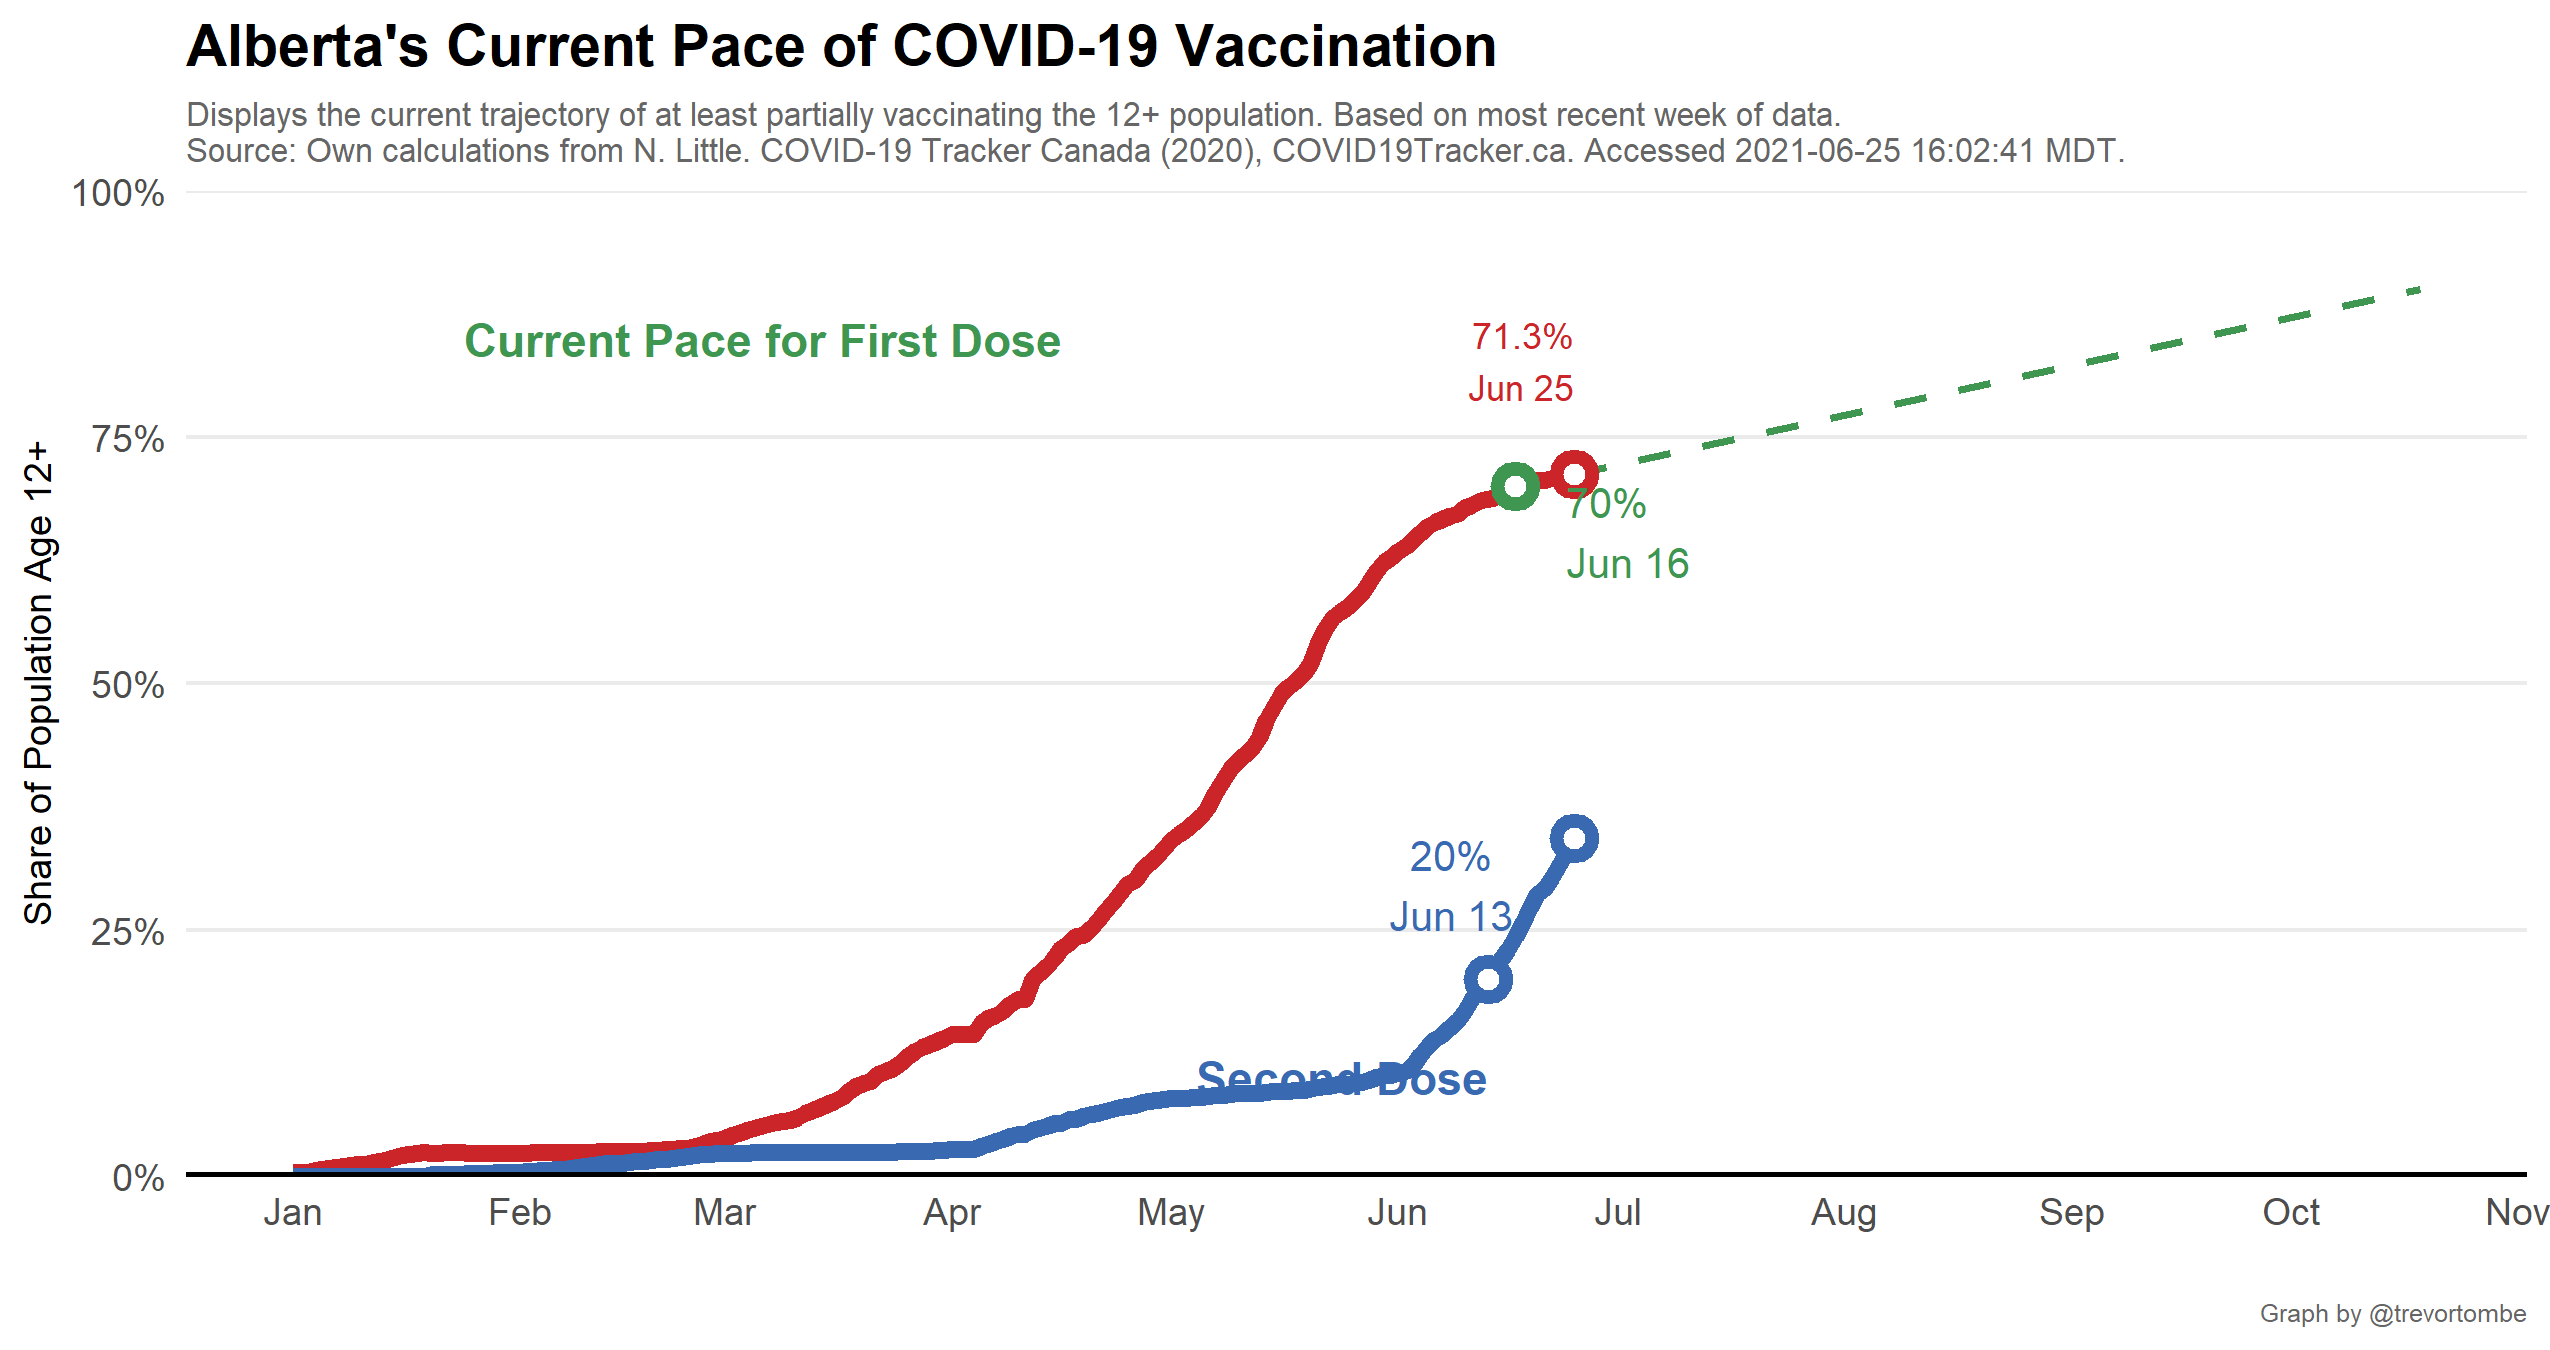 Alberta's Current Pace of COVID-19 Vaccination
Displays the current trajectory of at least partially vaccinating the 12+ population. Based on most recent week of data.
Source: Own calculations from N. Little. COVID-19 Tracker Canada (2020), COVID19Tracker.ca. Accessed 2021-06-25 16:02:41 MDT.
100%
75%
50%
25%
0%
Share of Population Age 12+
Current Pace for First Dose
71.3%
Jun 25
70%
Jun 16
20%
Jun 13
Second Dose
Jan Feb Mar Apr May Jun Jul Aug Sep Oct Nov
Graph by @trevortombe